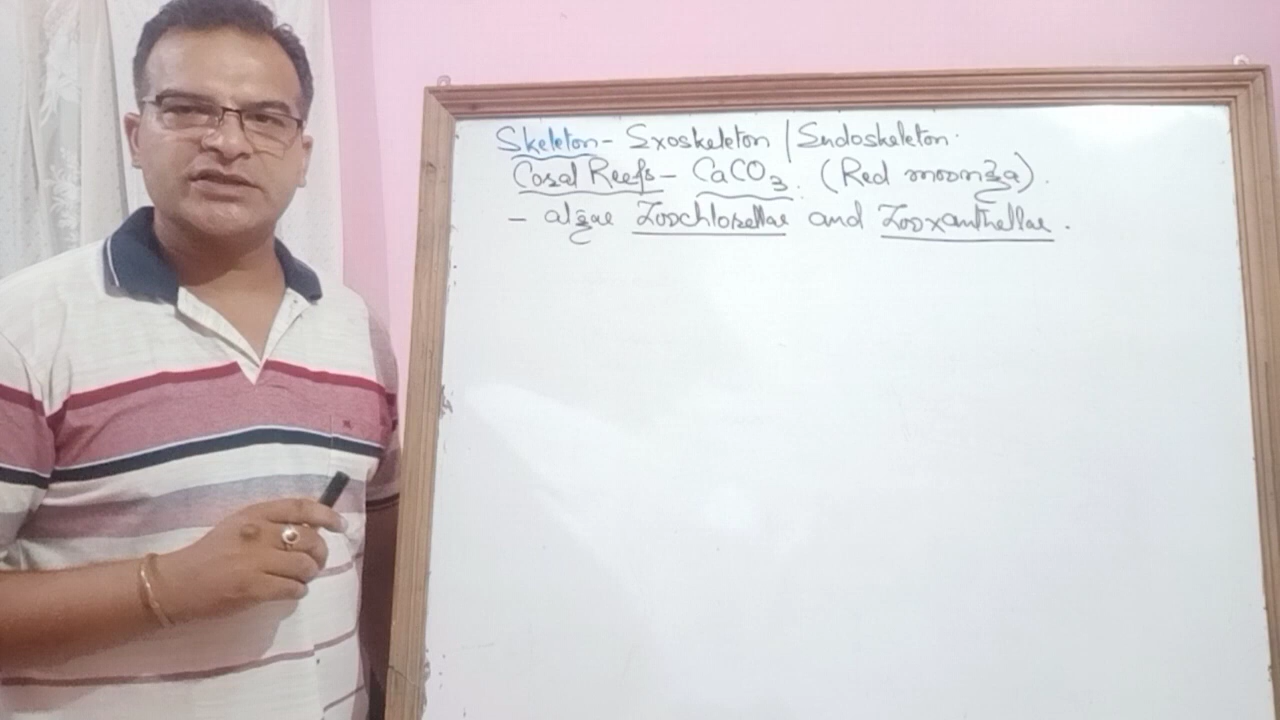 Skeleton - Exoskeleton | Endoskeleton.
Coral Reefs - CaCO3. (Red moonga).
- algae Zoochlorellae and Zooxanthellae.